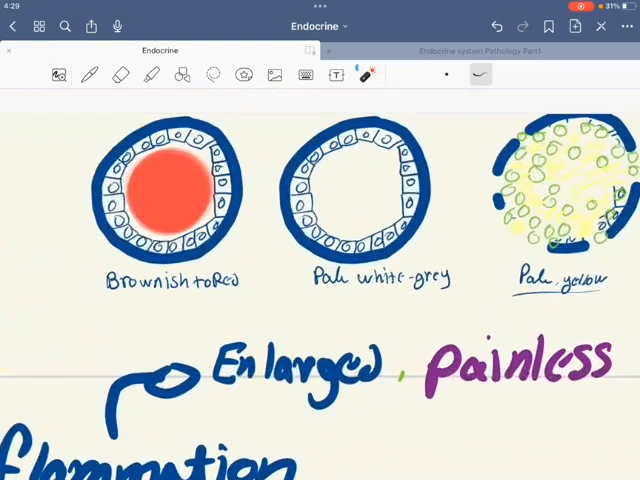 4:29
31%
Endocrine
Endocrine
Endocrine system Pathology Part1
Brownish to Red
Pale white-grey
Pale, yellow
Enlarged, painless
flammation